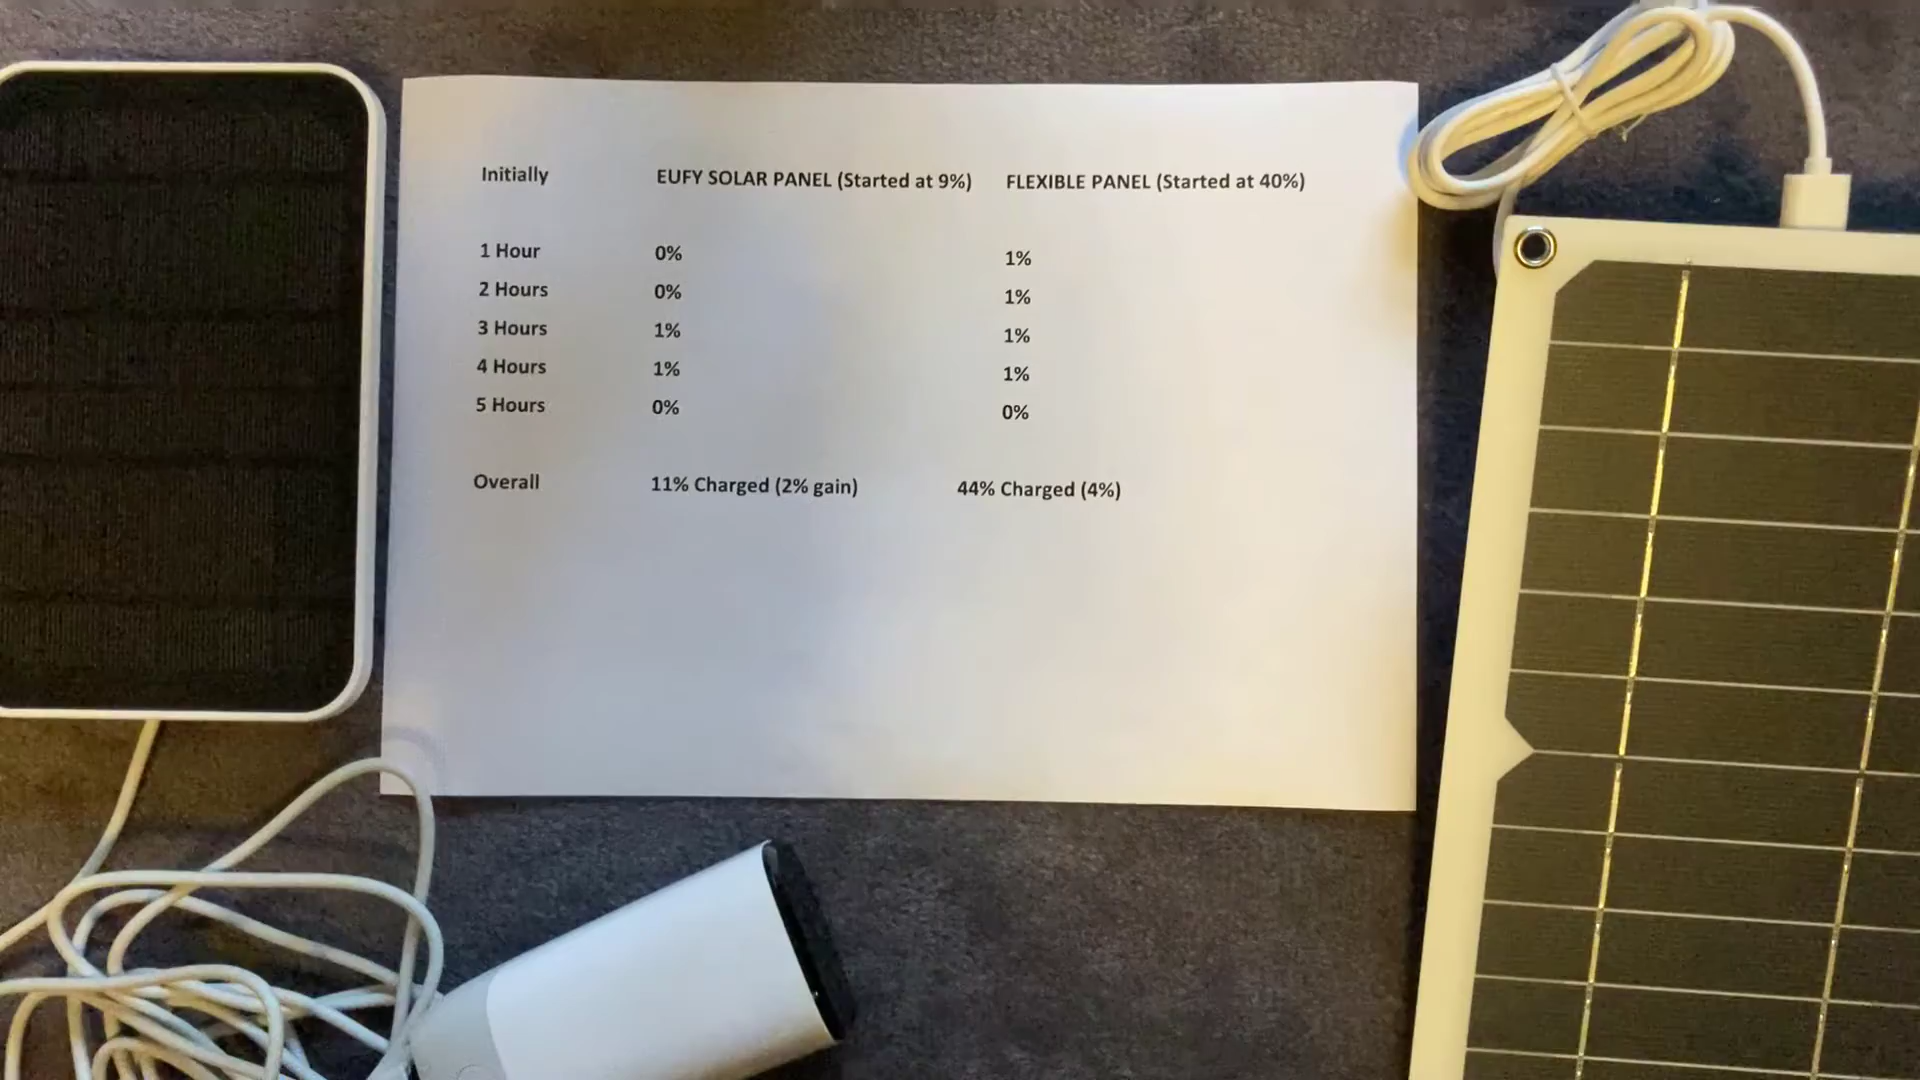 Initially EUFY SOLAR PANEL (Started at 9%) FLEXIBLE PANEL (Started at 40%)
1 Hour 0% 1%
2 Hours 0% 1%
3 Hours 1% 1%
4 Hours 1% 1%
5 Hours 0% 0%
Overall 11% Charged (2% gain) 44% Charged (4%)